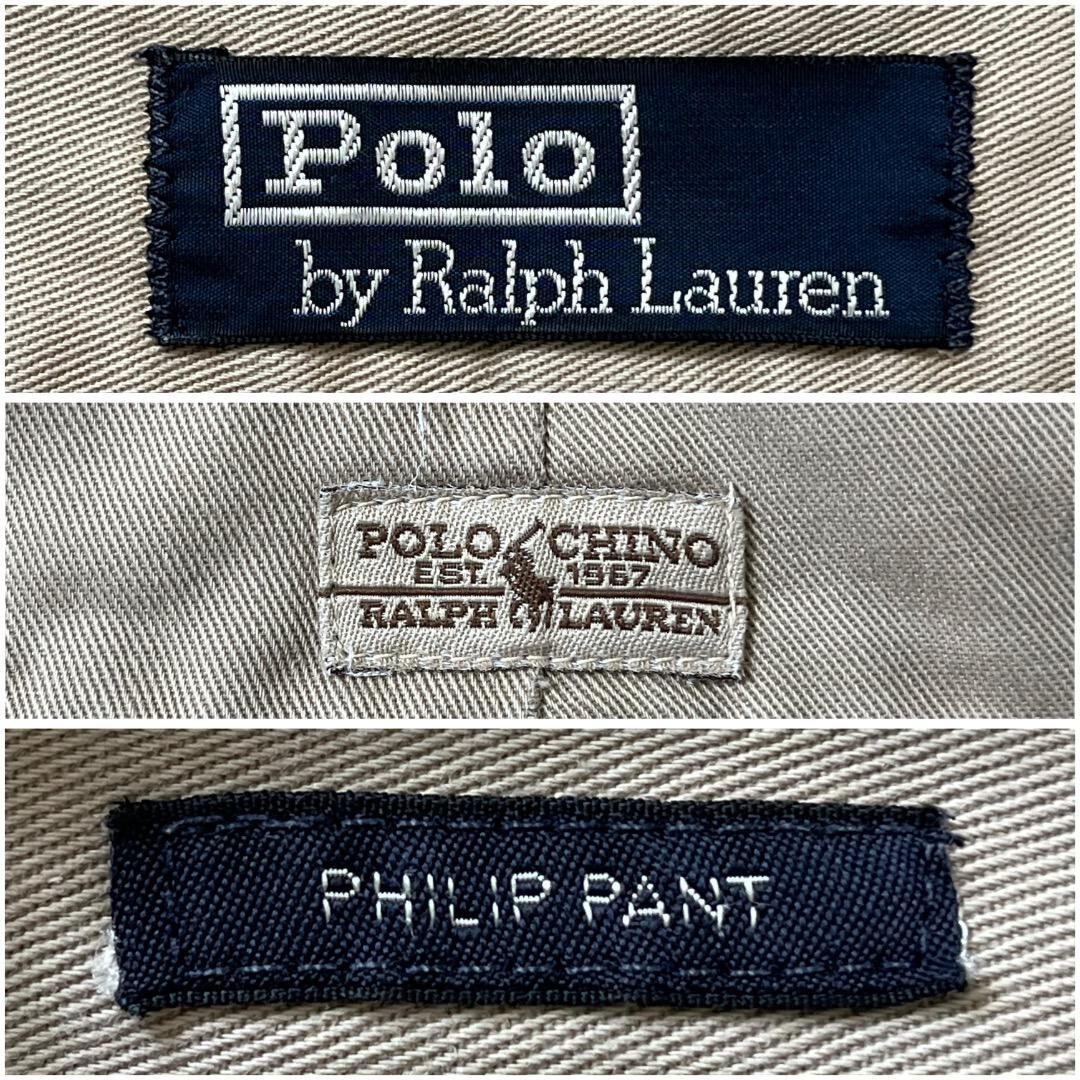 Polo
by Ralph Lauren
POLO CHINO
EST. 1967
RALPH LAUREN
PHILIP PANT